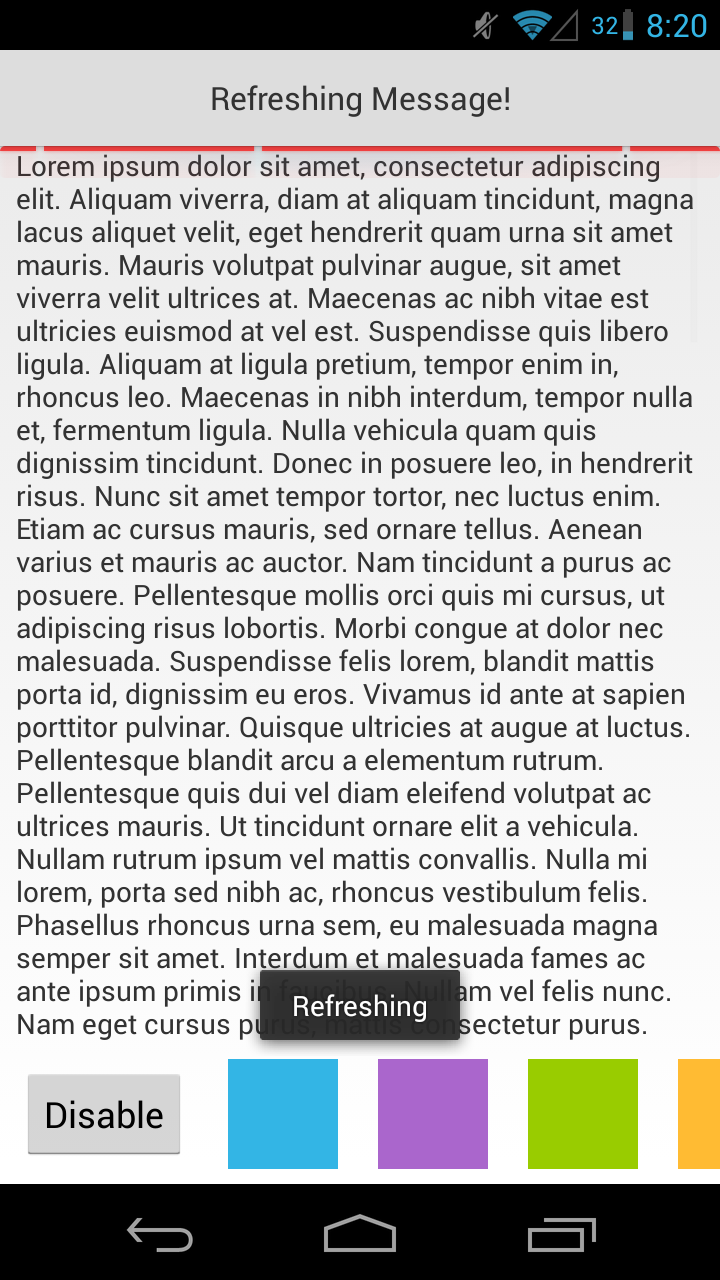 32 8:20
Refreshing Message!
Lorem ipsum dolor sit amet, consectetur adipiscing
elit. Aliquam viverra, diam at aliquam tincidunt, magna
lacus aliquet velit, eget hendrerit quam urna sit amet
mauris. Mauris volutpat pulvinar augue, sit amet
viverra velit ultrices at. Maecenas ac nibh vitae est
ultricies euismod at vel est. Suspendisse quis libero
ligula. Aliquam at ligula pretium, tempor enim in,
rhoncus leo. Maecenas in nibh interdum, tempor nulla
et, fermentum ligula. Nulla vehicula quam quis
dignissim tincidunt. Donec in posuere leo, in hendrerit
risus. Nunc sit amet tempor tortor, nec luctus enim.
Etiam ac cursus mauris, sed ornare tellus. Aenean
varius et mauris ac auctor. Nam tincidunt a purus ac
posuere. Pellentesque mollis orci quis mi cursus, ut
adipiscing risus lobortis. Morbi congue at dolor nec
malesuada. Suspendisse felis lorem, blandit mattis
porta id, dignissim eu eros. Vivamus id ante at sapien
porttitor pulvinar. Quisque ultricies at augue at luctus.
Pellentesque blandit arcu a elementum rutrum.
Pellentesque quis dui vel diam eleifend volutpat ac
ultrices mauris. Ut tincidunt ornare elit a vehicula.
Nullam rutrum ipsum vel mattis convallis. Nulla mi
lorem, porta sed nibh ac, rhoncus vestibulum felis.
Phasellus rhoncus urna sem, eu malesuada magna
semper sit amet. Interdum et malesuada fames ac
ante ipsum primis in faucibus. Nullam vel felis nunc.
Refreshing
Nam eget cursus purus, mattis consectetur purus.
Disable